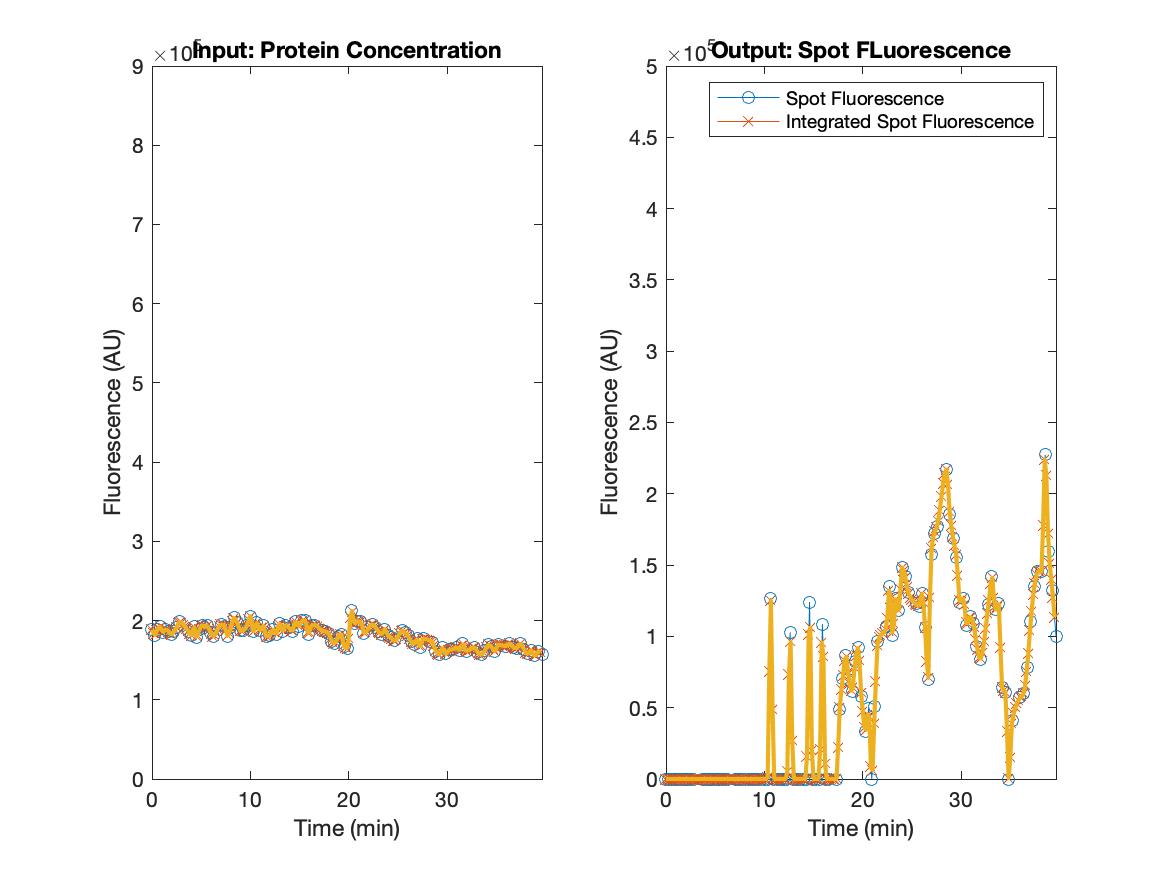 ×10^5 Input: Protein Concentration
9
8
7
6
5
4
3
2
1
0
Fluorescence (AU)
0 10 20 30
Time (min)
×10^5 Output: Spot FLuorescence
Spot Fluorescence
Integrated Spot Fluorescence
5
4.5
4
3.5
3
2.5
2
1.5
1
0.5
0
Fluorescence (AU)
0 10 20 30
Time (min)